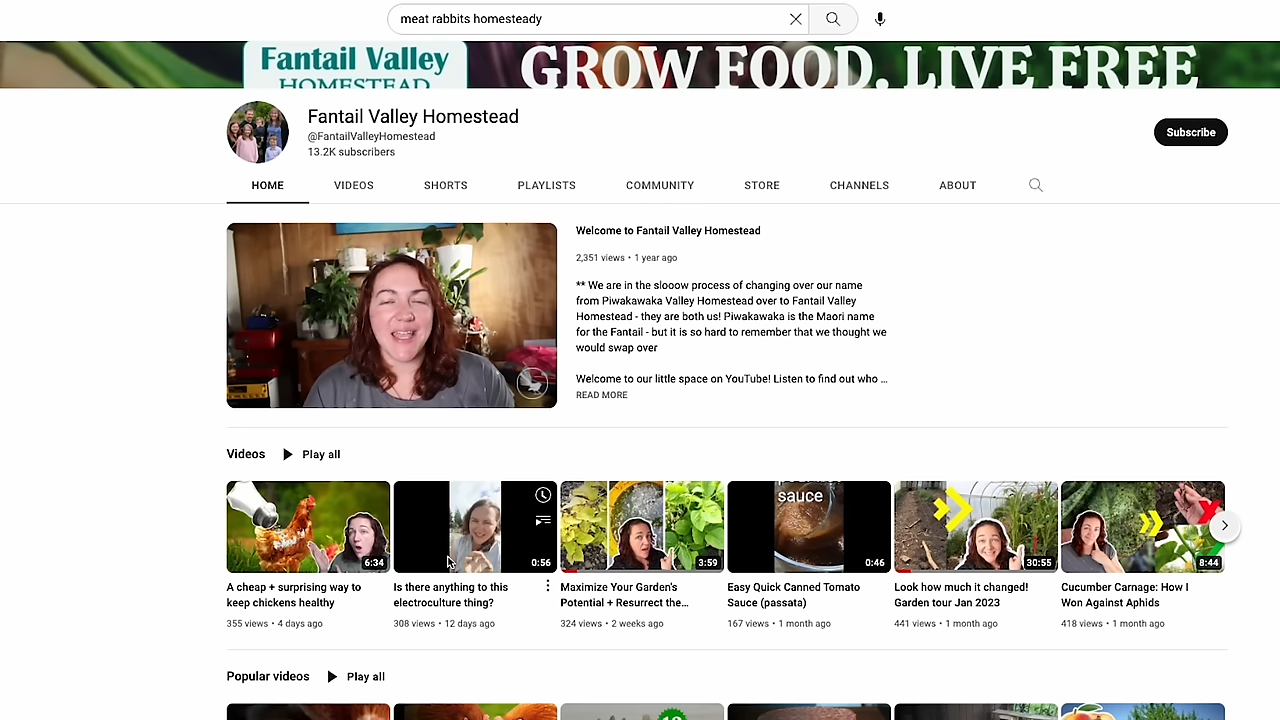 meat rabbits homesteady
Fantail Valley
HOMESTEAD
GROW FOOD. LIVE FREE
Fantail Valley Homestead
@FantailValleyHomestead
13.2K subscribers
Subscribe
HOME VIDEOS SHORTS PLAYLISTS COMMUNITY STORE CHANNELS ABOUT
Welcome to Fantail Valley Homestead
2,351 views • 1 year ago
** We are in the slooow process of changing over our name
from Piwakawaka Valley Homestead over to Fantail Valley
Homestead - they are both us! Piwakawaka is the Maori name
for the Fantail - but it is so hard to remember that we thought we
would swap over
Welcome to our little space on YouTube! Listen to find out who ...
READ MORE
Videos Play all
sauce
6:34 0:56 3:59 0:46 30:55 8:44
A cheap + surprising way to
keep chickens healthy
355 views • 4 days ago
Is there anything to this
electroculture thing?
308 views • 12 days ago
Maximize Your Garden's
Potential + Resurrect the...
324 views • 2 weeks ago
Easy Quick Canned Tomato
Sauce (passata)
167 views • 1 month ago
Look how much it changed!
Garden tour Jan 2023
441 views • 1 month ago
Cucumber Carnage: How I
Won Against Aphids
418 views • 1 month ago
Popular videos Play all